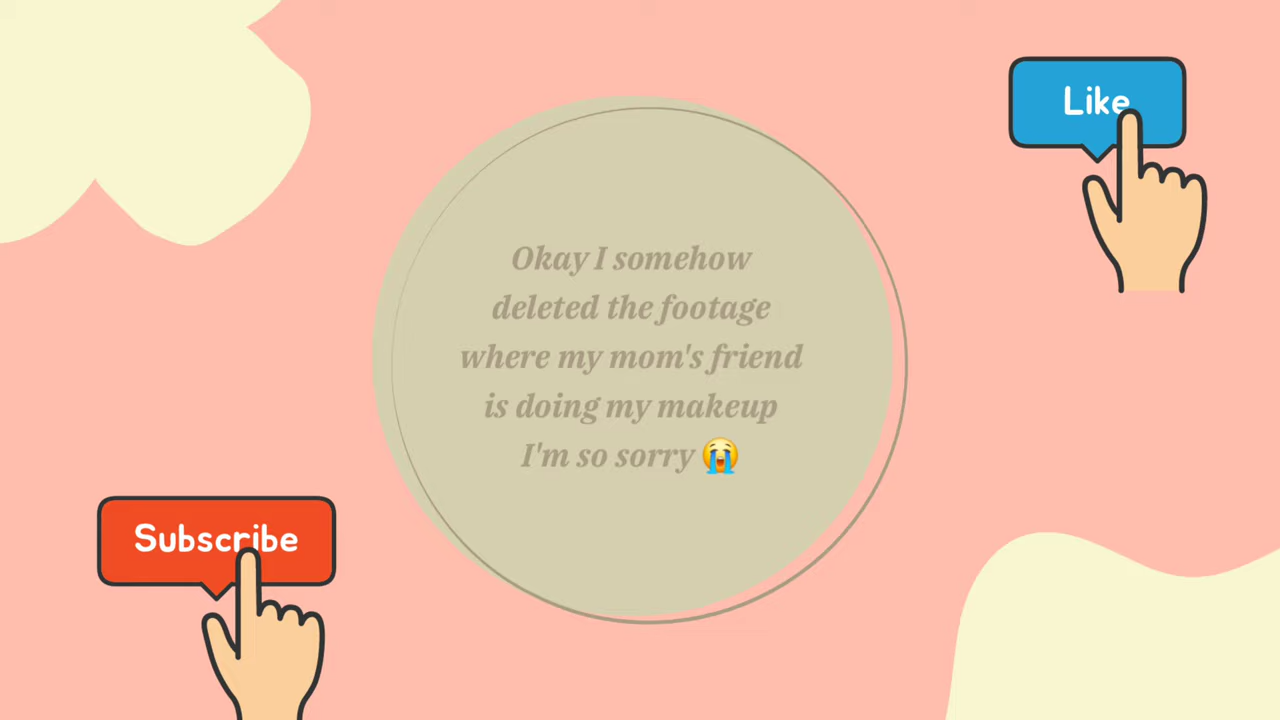 Like
Okay I somehow
deleted the footage
where my mom's friend
is doing my makeup
I'm so sorry 😭
Subscribe